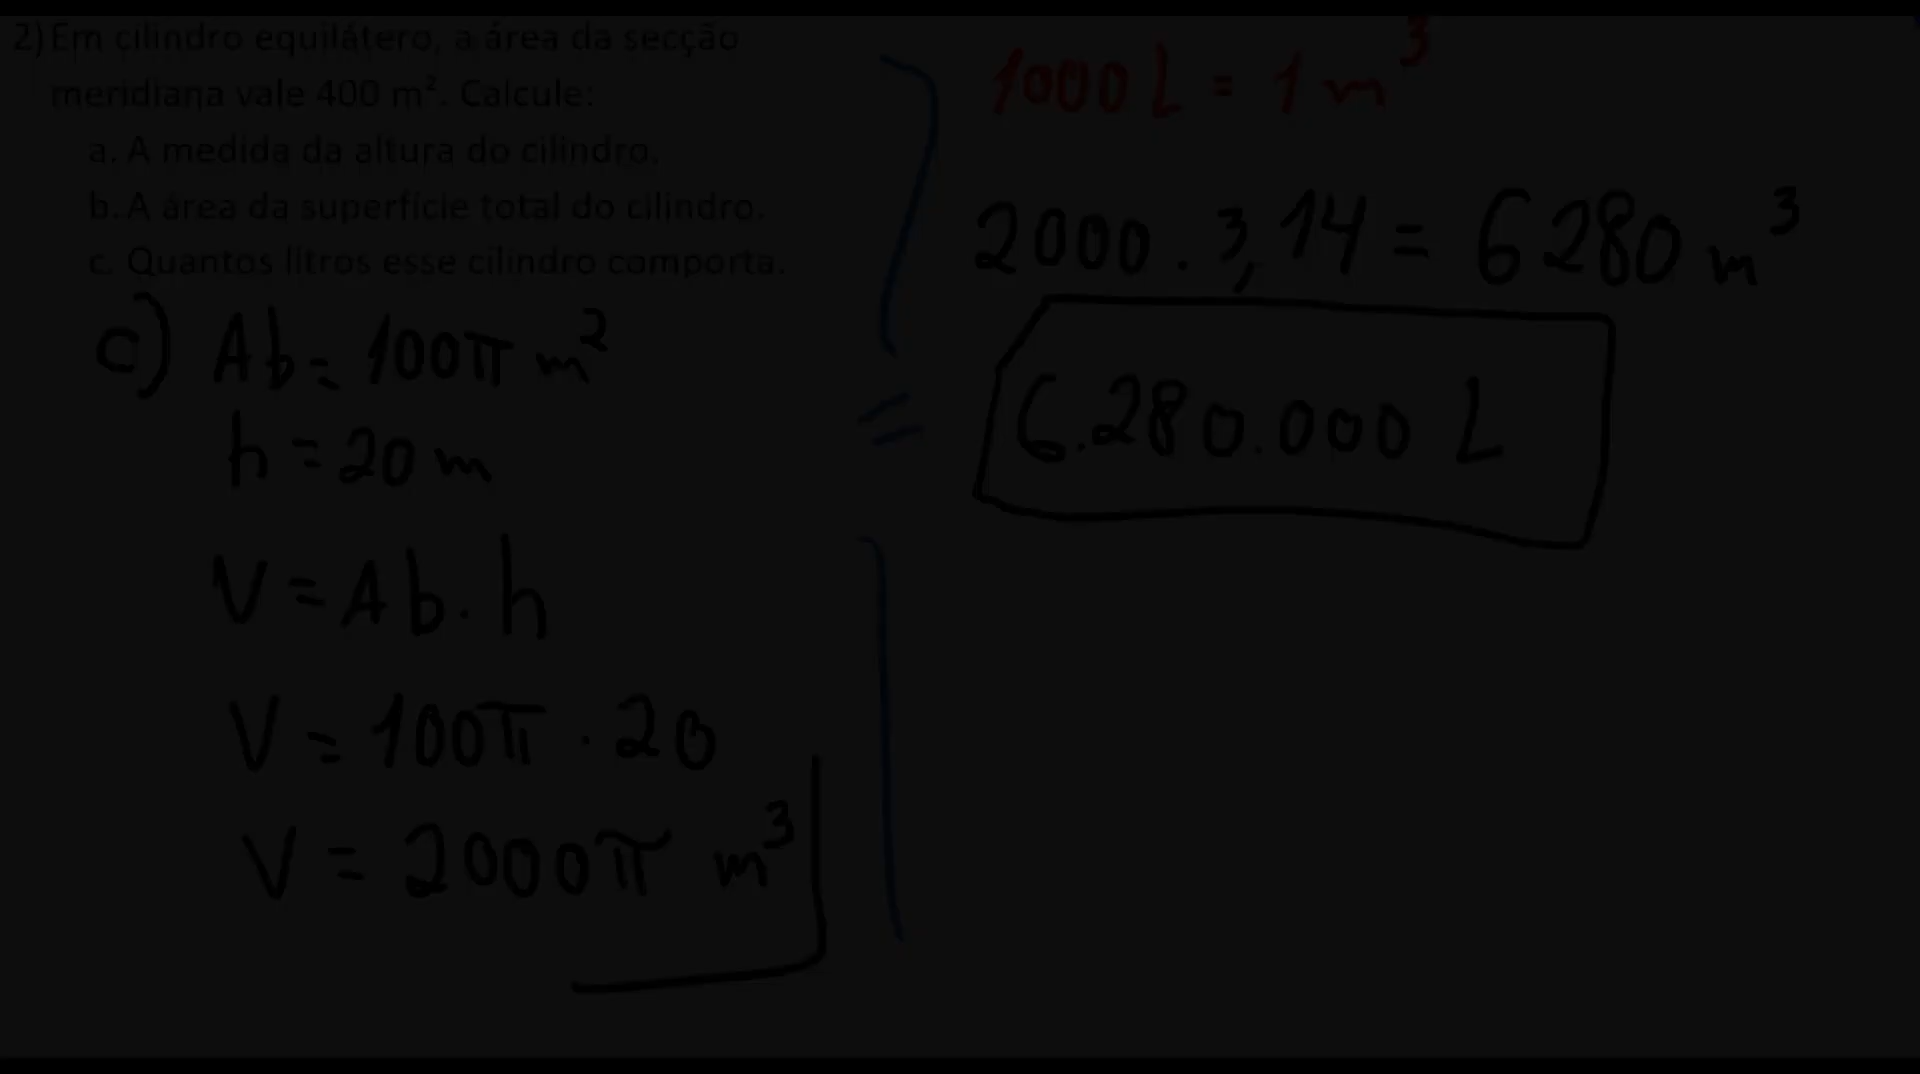 2) Em cilindro equilátero, a área da secção
meridiana vale 400 m². Calcule:
a. A medida da altura do cilindro.
b. A área da superfície total do cilindro.
c. Quantos litros esse cilindro comporta.
c) Ab = 100π m²
h = 20 m
V = Ab . h
V = 100π . 20
V = 2000π m³
1000 L = 1 m³
2000 . 3,14 = 6280 m³
= 6.280.000 L